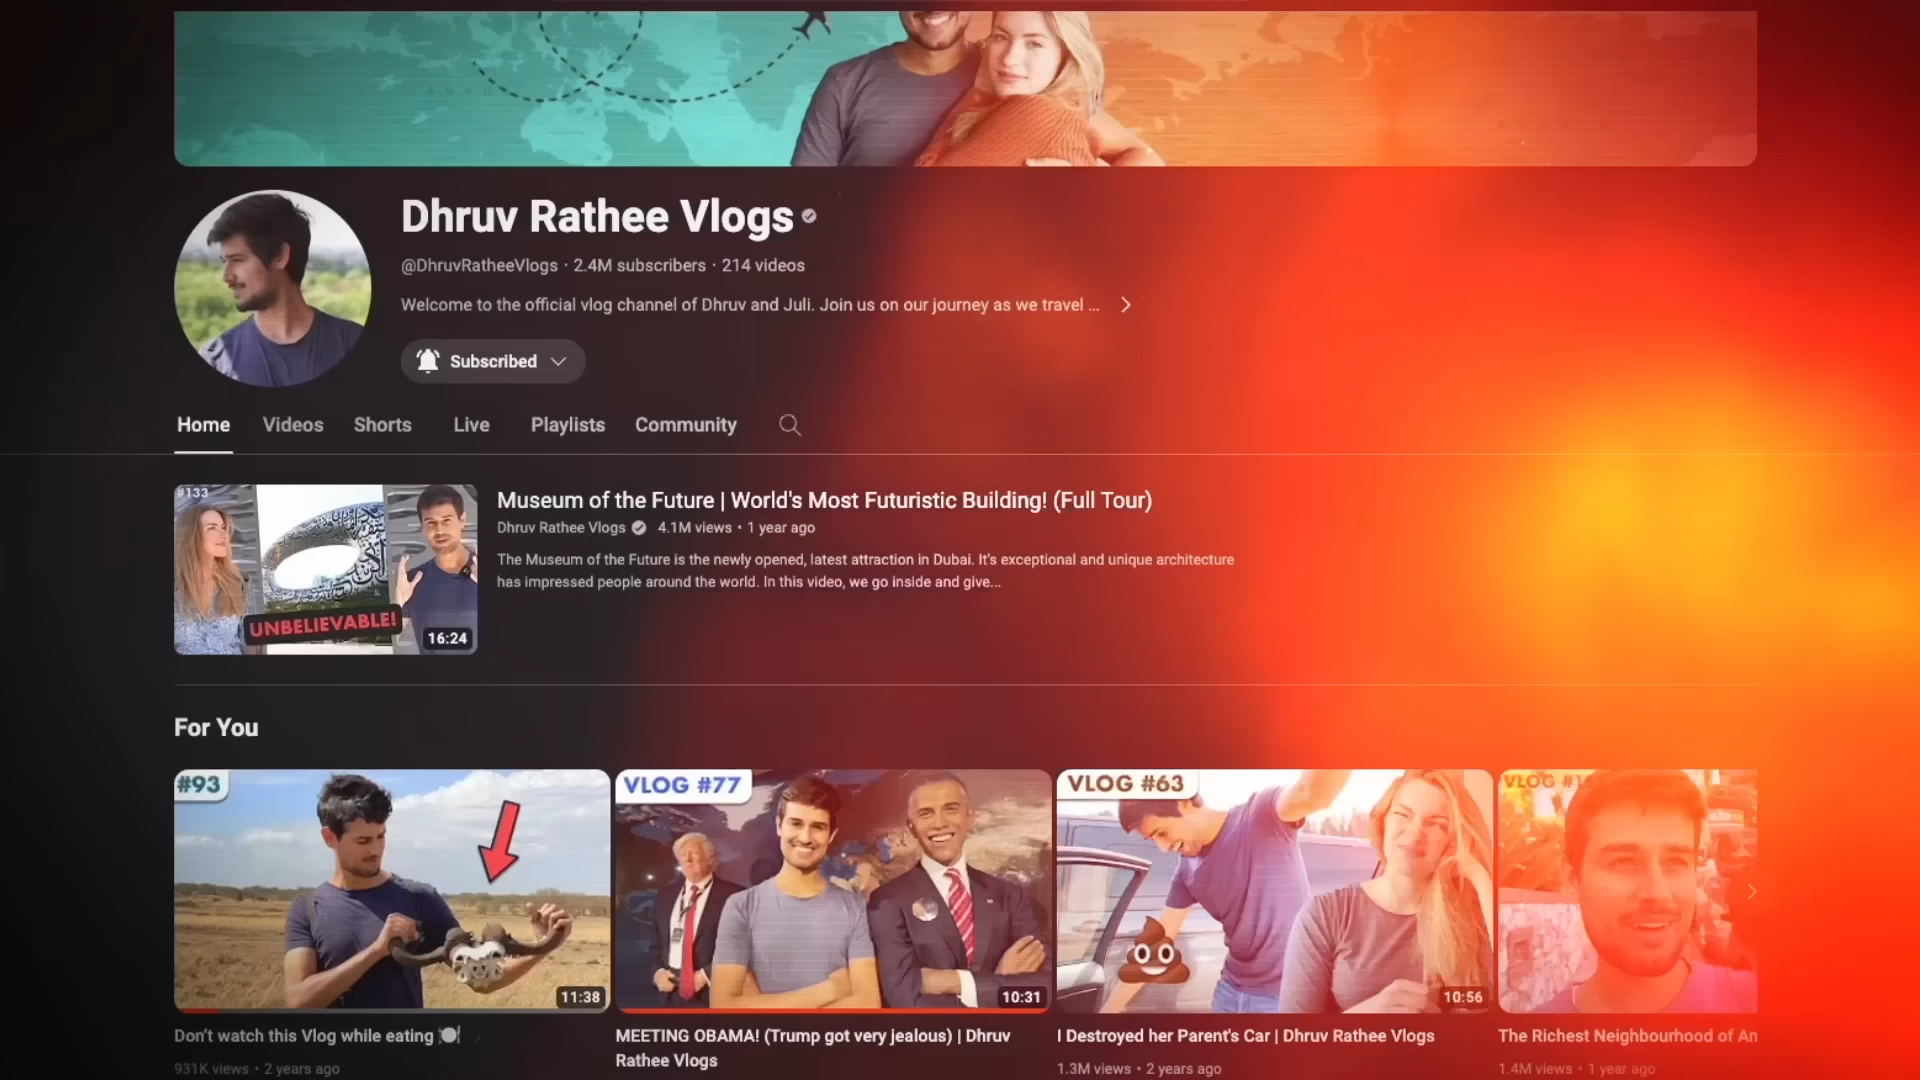 Dhruv Rathee Vlogs
@DhruvRatheeVlogs · 2.4M subscribers · 214 videos
Welcome to the official vlog channel of Dhruv and Juli. Join us on our journey as we travel ...
Subscribed
Home Videos Shorts Live Playlists Community
#133
UNBELIEVABLE!
16:24
Museum of the Future | World's Most Futuristic Building! (Full Tour)
Dhruv Rathee Vlogs 4.1M views • 1 year ago
The Museum of the Future is the newly opened, latest attraction in Dubai. It's exceptional and unique architecture
has impressed people around the world. In this video, we go inside and give...
For You
#93
11:38
Don't watch this Vlog while eating 🍽
931K views • 2 years ago
VLOG #77
10:31
MEETING OBAMA! (Trump got very jealous) | Dhruv
Rathee Vlogs
VLOG #63
10:56
I Destroyed her Parent's Car | Dhruv Rathee Vlogs
1.3M views • 2 years ago
VLOG
The Richest Neighbourhood of
1.4M views • 1 year ago